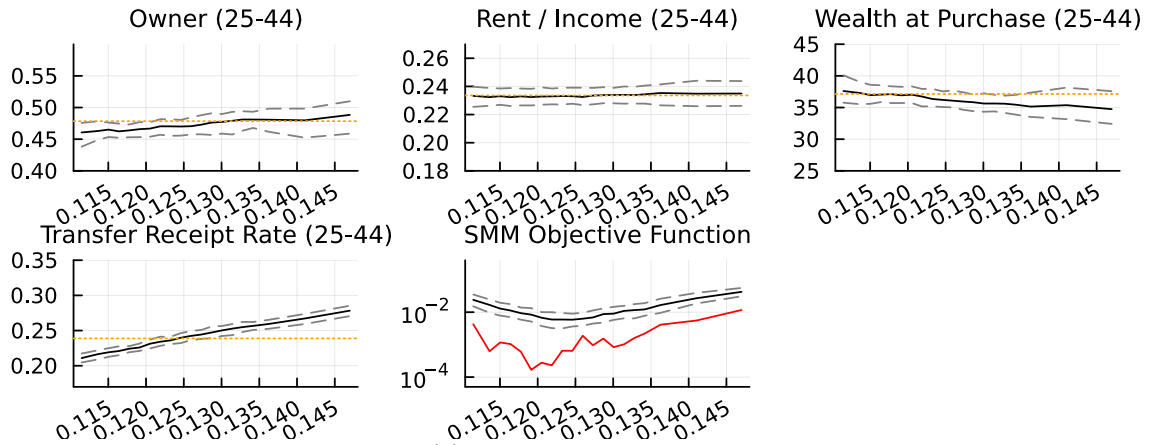 Owner (25-44)
Rent / Income (25-44)
Wealth at Purchase (25-44)
0.55
0.50
0.45
0.40
0.115 0.120 0.125 0.130 0.135 0.140 0.145
0.26
0.24
0.22
0.20
0.18
0.115 0.120 0.125 0.130 0.135 0.140 0.145
45
40
35
30
25
0.115 0.120 0.125 0.130 0.135 0.140 0.145
Transfer Receipt Rate (25-44)
SMM Objective Function
0.35
0.30
0.25
0.20
0.115 0.120 0.125 0.130 0.135 0.140 0.145
10⁻²
10⁻⁴
0.115 0.120 0.125 0.130 0.135 0.140 0.145